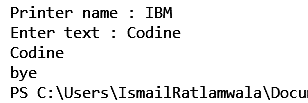 Printer name : IBM
Enter text : Codine
Codine
bye
PS C:\Users\IsmailRatlamwala\Docu